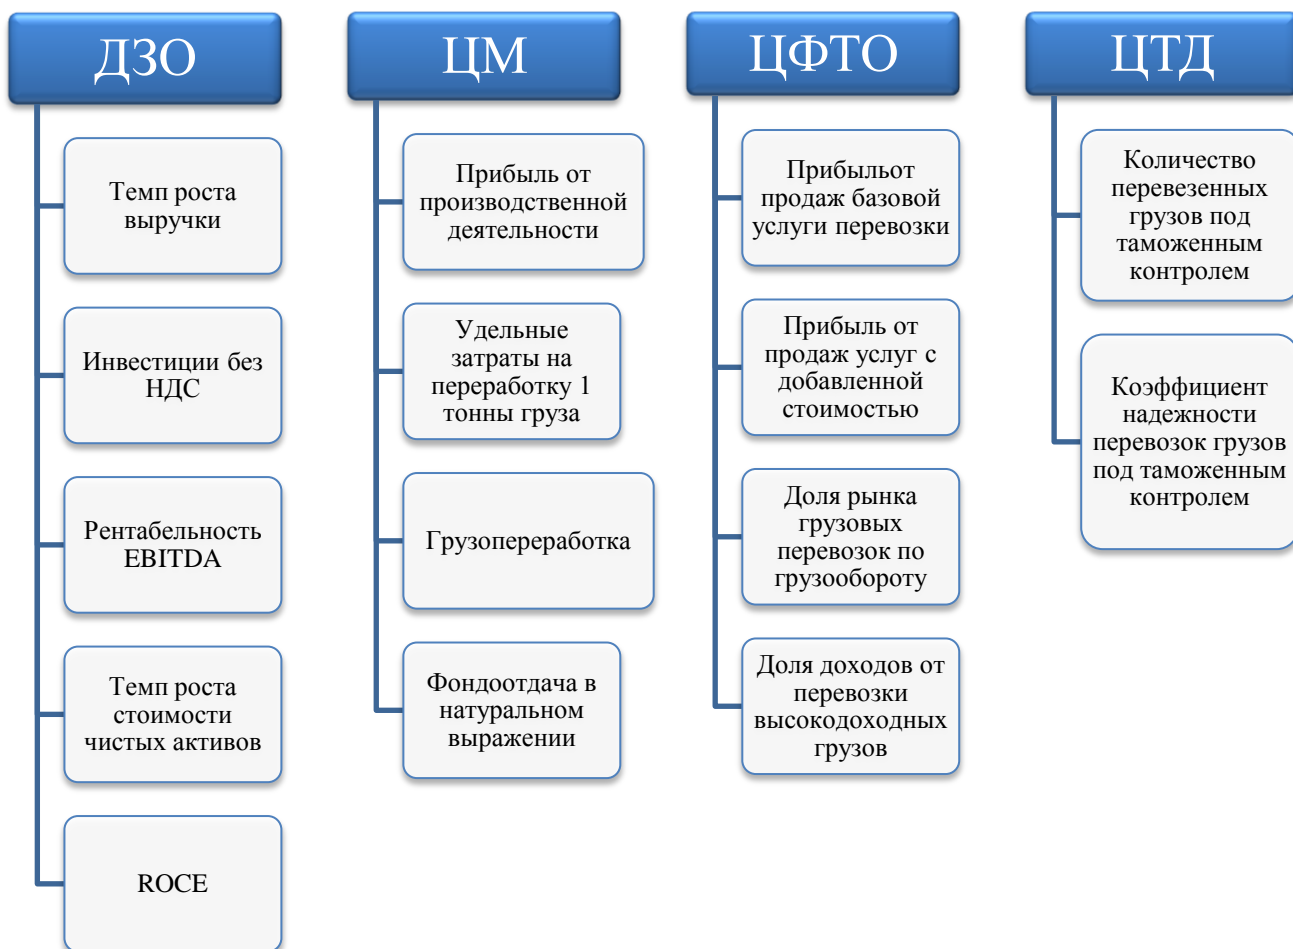 ДЗО
Темп роста
выручки
Инвестиции без
НДС
Рентабельность
EBITDA
Темп роста
стоимости
чистых активов
ROCE
ЦМ
Прибыль от
производственной
деятельности
Удельные
затраты на
переработку 1
тонны груза
Грузопереработка
Фондоотдача в
натуральном
выражении
ЦФТО
Прибыльот
продаж базовой
услуги перевозки
Прибыль от
продаж услуг с
добавленной
стоимостью
Доля рынка
грузовых
перевозок по
грузообороту
Доля доходов от
перевозки
высокодоходных
грузов
ЦТД
Количество
перевезенных
грузов под
таможенным
контролем
Коэффициент
надежности
перевозок грузов
под таможенным
контролем